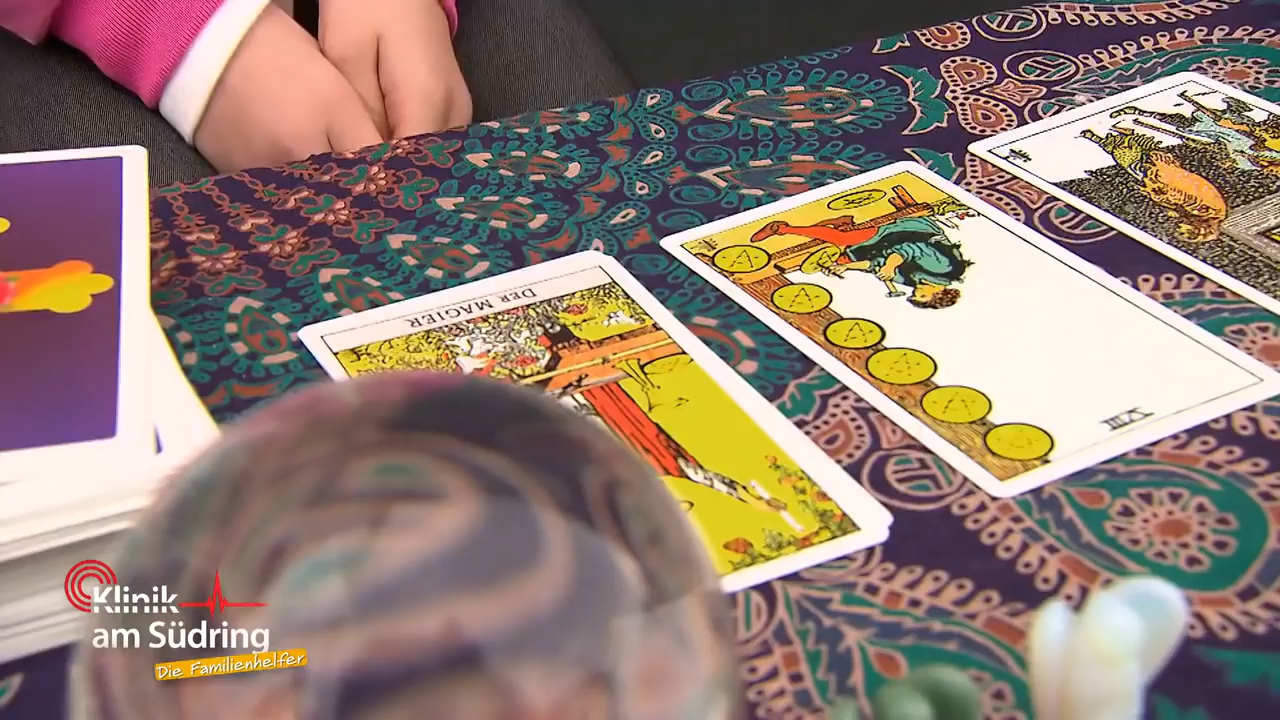 DER MAGIER
VIII
Klinik
am Südring
Die Familienhelfer